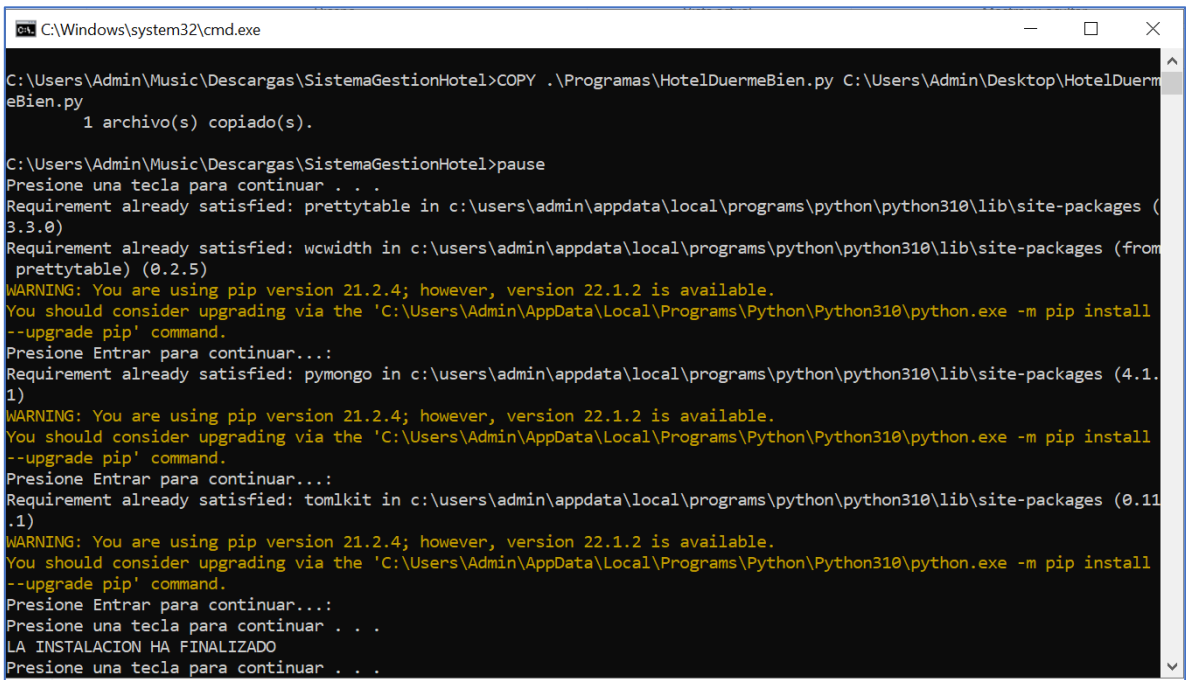 C:\Windows\system32\cmd.exe
C:\Users\Admin\Music\Descargas\SistemaGestionHotel>COPY .\Programas\HotelDuermeBien.py C:\Users\Admin\Desktop\HotelDuerm
eBien.py
        1 archivo(s) copiado(s).
C:\Users\Admin\Music\Descargas\SistemaGestionHotel>pause
Presione una tecla para continuar . . .
Requirement already satisfied: prettytable in c:\users\admin\appdata\local\programs\python\python310\lib\site-packages (
3.3.0)
Requirement already satisfied: wcwidth in c:\users\admin\appdata\local\programs\python\python310\lib\site-packages (from
 prettytable) (0.2.5)
WARNING: You are using pip version 21.2.4; however, version 22.1.2 is available.
You should consider upgrading via the 'C:\Users\Admin\AppData\Local\Programs\Python\Python310\python.exe -m pip install
--upgrade pip' command.
Presione Entrar para continuar...:
Requirement already satisfied: pymongo in c:\users\admin\appdata\local\programs\python\python310\lib\site-packages (4.1.
1)
WARNING: You are using pip version 21.2.4; however, version 22.1.2 is available.
You should consider upgrading via the 'C:\Users\Admin\AppData\Local\Programs\Python\Python310\python.exe -m pip install
--upgrade pip' command.
Presione Entrar para continuar...:
Requirement already satisfied: tomlkit in c:\users\admin\appdata\local\programs\python\python310\lib\site-packages (0.11
.1)
WARNING: You are using pip version 21.2.4; however, version 22.1.2 is available.
You should consider upgrading via the 'C:\Users\Admin\AppData\Local\Programs\Python\Python310\python.exe -m pip install
--upgrade pip' command.
Presione Entrar para continuar...:
Presione una tecla para continuar . . .
LA INSTALACION HA FINALIZADO
Presione una tecla para continuar . . .